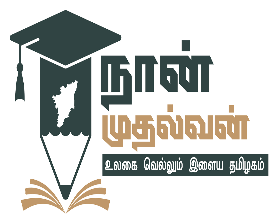 நான்
முதல்வன்
உலகை வெல்லும் இளைய தமிழகம்